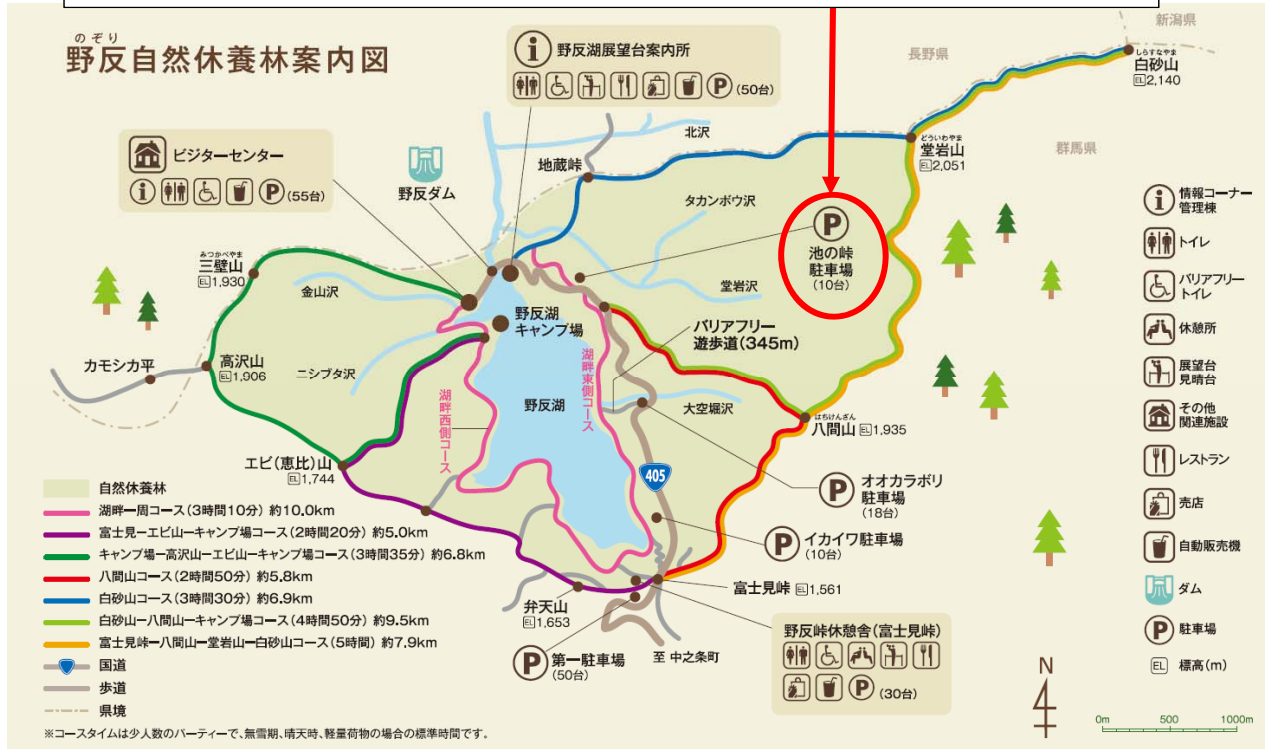 のぞり
野反自然休養林案内図
i 野反湖展望台案内所
P (50台)
新潟県
長野県
しらすなやま
白砂山
EL 2,140
北沢
どういわやま
堂岩山
EL 2,051
群馬県
ビジターセンター
i P (55台)
野反ダム
地蔵峠
タカンボウ沢
P
池の峠
駐車場
(10台)
みつかべやま
三壁山
EL 1,930
金山沢
堂岩沢
野反湖
キャンプ場
バリアフリー
遊歩道(345m)
カモシカ平
高沢山
EL 1,906
ニシブタ沢
湖畔西側コース
野反湖
湖畔東側コース
大空堀沢
はちけんざん
八間山 EL 1,935
エビ(恵比)山
EL 1,744
405
P オオカラボリ
駐車場
(18台)
P イカイワ駐車場
(10台)
富士見峠 EL 1,561
弁天山
EL 1,653
P 第一駐車場
(50台)
至 中之条町
野反峠休憩舎(富士見峠)
P (30台)
自然休養林
湖畔一周コース(3時間10分) 約10.0km
富士見ーエビ山ーキャンプ場コース(2時間20分) 約5.0km
キャンプ場ー高沢山ーエビ山ーキャンプ場コース(3時間35分) 約6.8km
八間山コース(2時間50分) 約5.8km
白砂山コース(3時間30分) 約6.9km
白砂山ー八間山ーキャンプ場コース(4時間50分) 約9.5km
富士見峠ー八間山ー堂岩山ー白砂山コース(5時間) 約7.9km
国道
歩道
県境
※コースタイムは少人数のパーティーで、無雪期、晴天時、軽量荷物の場合の標準時間です。
i 情報コーナー
管理棟
トイレ
バリアフリー
トイレ
休憩所
展望台
見晴台
その他
関連施設
レストラン
売店
自動販売機
ダム
P 駐車場
EL 標高(m)
N
0m 500 1000m